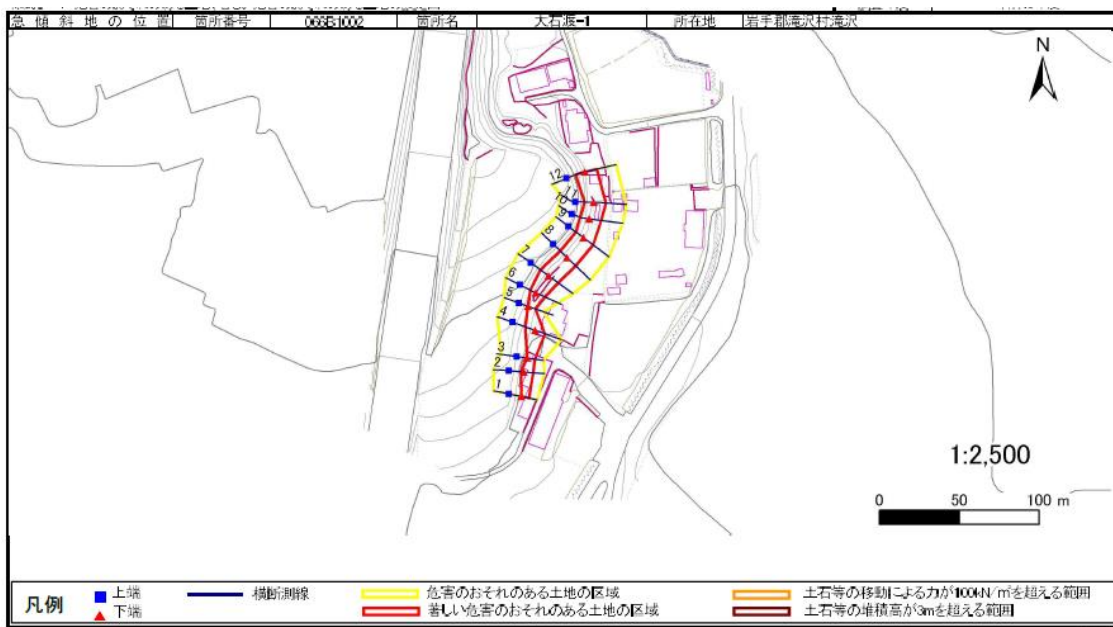 急傾斜地の位置 箇所番号 066B1002 箇所名 大石渡-1 所在地 岩手郡滝沢村滝沢
N
12
11
10
9
8
7
6
5
4
3
2
1
1:2,500
0 50 100 m
凡例
上端 横断測線 危害のおそれのある土地の区域 土石等の移動による力が100kN/㎡を超える範囲
下端 著しい危害のおそれのある土地の区域 土石等の堆積高が3mを超える範囲